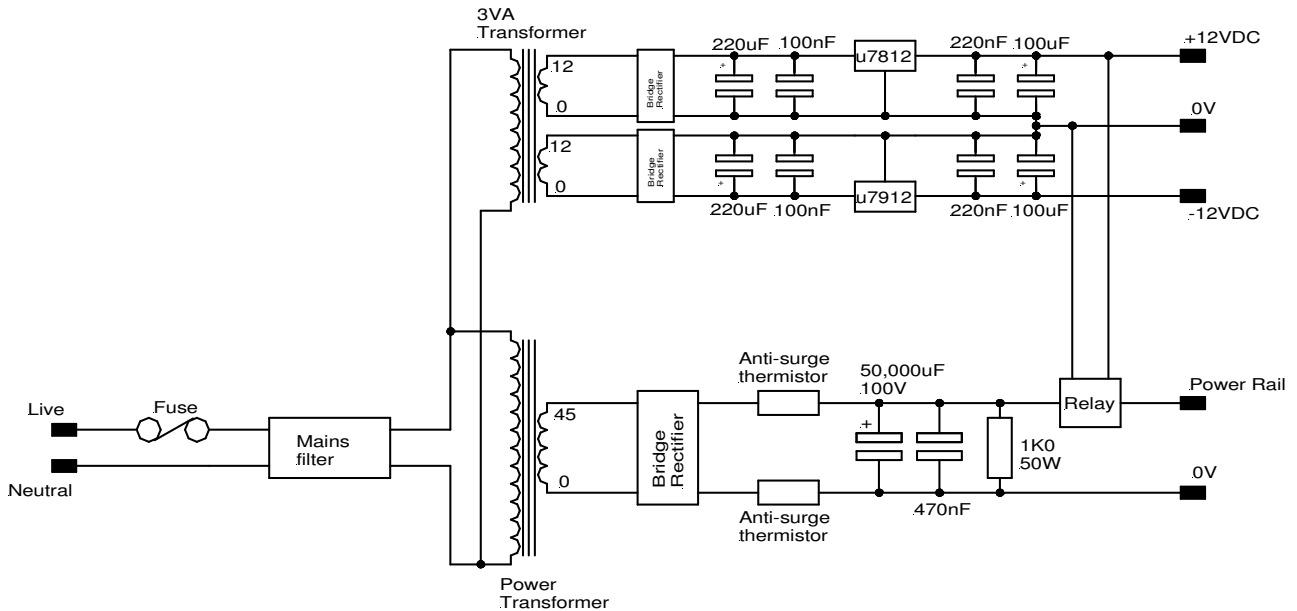 3VA
Transformer
220uF
100nF
u7812
220nF
100uF
+12VDC
12
Bridge
Rectifier
+
+
0
0V
12
Bridge
Rectifier
+
+
0
220uF
100nF
u7912
220nF
100uF
-12VDC
Anti-surge
thermistor
50,000uF
100V
Power Rail
Live
Fuse
45
Relay
Mains
filter
Bridge
Rectifier
+
1K0
50W
Neutral
0
0V
470nF
Anti-surge
thermistor
Power
Transformer